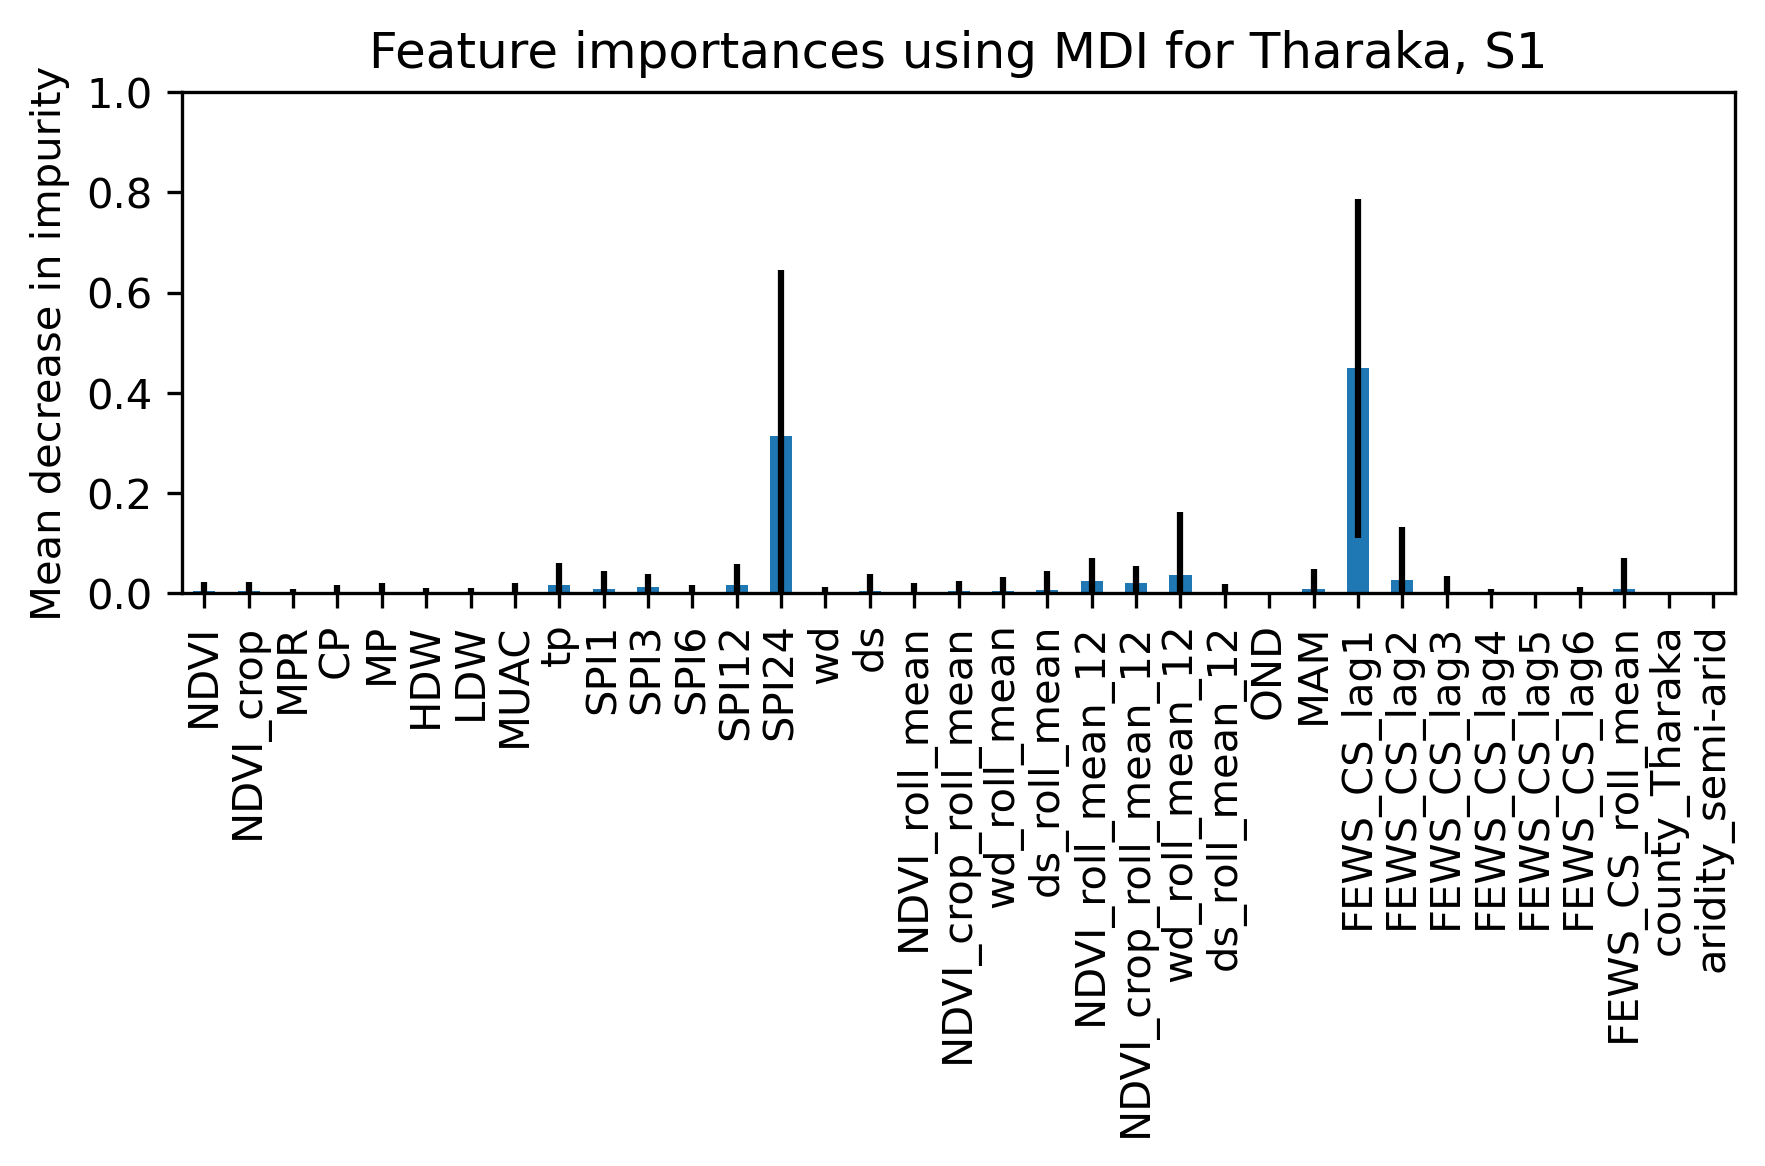 Feature importances using MDI for Tharaka, S1
Mean decrease in impurity
1.0
0.8
0.6
0.4
0.2
0.0
NDVI
NDVI_crop
MPR
CP
MP
HDW
LDW
MUAC
tp
SPI1
SPI3
SPI6
SPI12
SPI24
wd
ds
NDVI_roll_mean
NDVI_crop_roll_mean
wd_roll_mean
ds_roll_mean
NDVI_roll_mean_12
NDVI_crop_roll_mean_12
wd_roll_mean_12
ds_roll_mean_12
OND
MAM
FEWS_CS_lag1
FEWS_CS_lag2
FEWS_CS_lag3
FEWS_CS_lag4
FEWS_CS_lag5
FEWS_CS_lag6
FEWS_CS_roll_mean
county_Tharaka
aridity_semi-arid